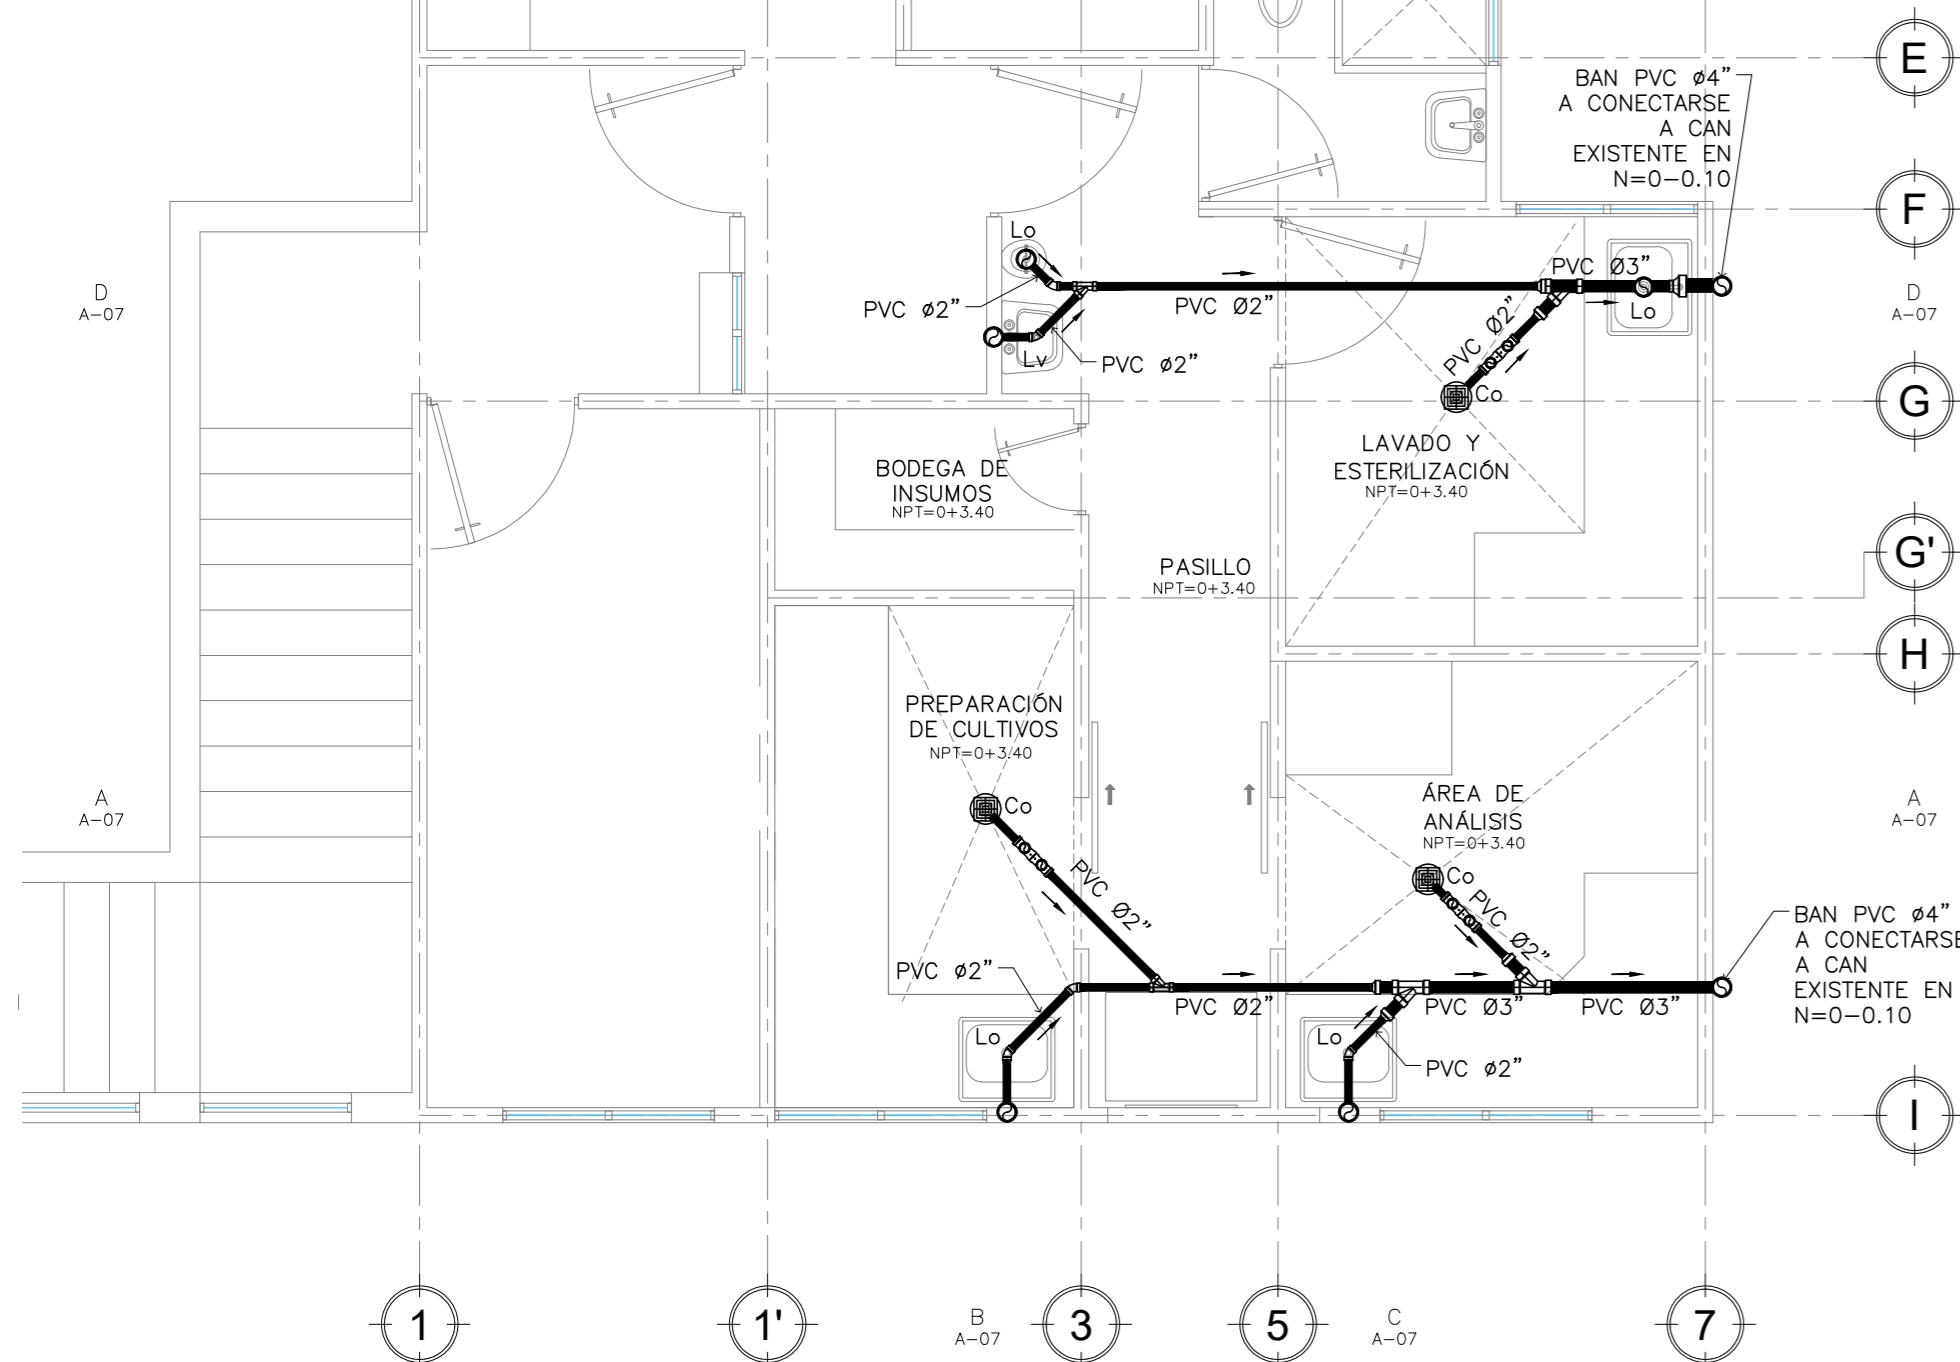 E
BAN PVC ø4”
A CONECTARSE
A CAN
EXISTENTE EN
N=0-0.10
F
Lo
PVC Ø3”
PVC ø2”
PVC Ø2”
PVC Ø2”
Lo
D
A-07
D
A-07
Lv
PVC ø2”
Co
G
LAVADO Y
ESTERILIZACIÓN
NPT=0+3.40
BODEGA DE
INSUMOS
NPT=0+3.40
G'
PASILLO
NPT=0+3.40
H
PREPARACIÓN
DE CULTIVOS
NPT=0+3.40
A
A-07
Co
PVC Ø2”
ÁREA DE
ANÁLISIS
NPT=0+3.40
A
A-07
Co
PVC Ø2”
BAN PVC ø4”
A CONECTARSE
A CAN
EXISTENTE EN
N=0-0.10
PVC ø2”
PVC Ø2”
PVC Ø3”
PVC Ø3”
Lo
Lo
PVC ø2”
I
1
1'
B
A-07
3
5
C
A-07
7